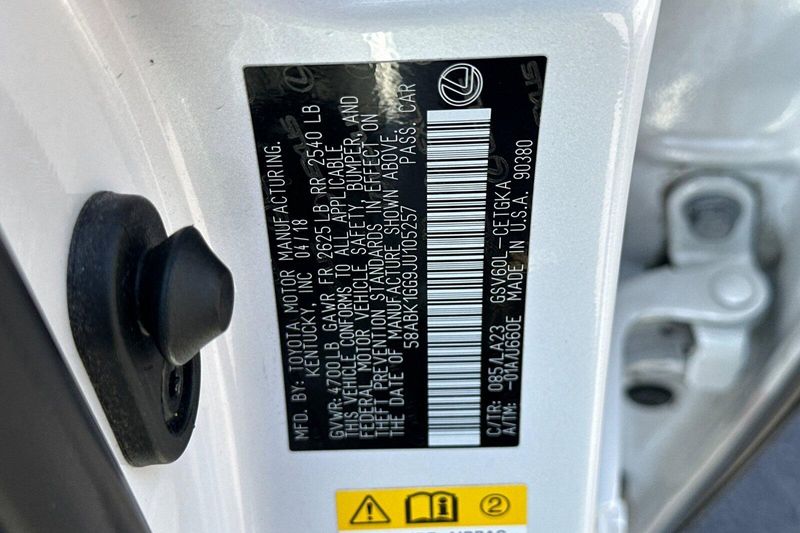 MFD. BY: TOYOTA MOTOR MANUFACTURING.
KENTUCKY, INC 04/18
GVWR 4700LB GAWR FR 2625LB RR 2540 LB
THIS VEHICLE CONFORMS TO ALL APPLICABLE
FEDERAL MOTOR VEHICLE SAFETY, BUMPER, AND
THEFT PREVENTION STANDARDS IN EFFECT ON
THE DATE OF MANUFACTURE SHOWN ABOVE.
58ABK1GG9JU105257 PASS. CAR
C/TR: 085/LA23 GSV60L-CETGKA
A/TM: -01A/U660E MADE IN U.S.A. 90380
2